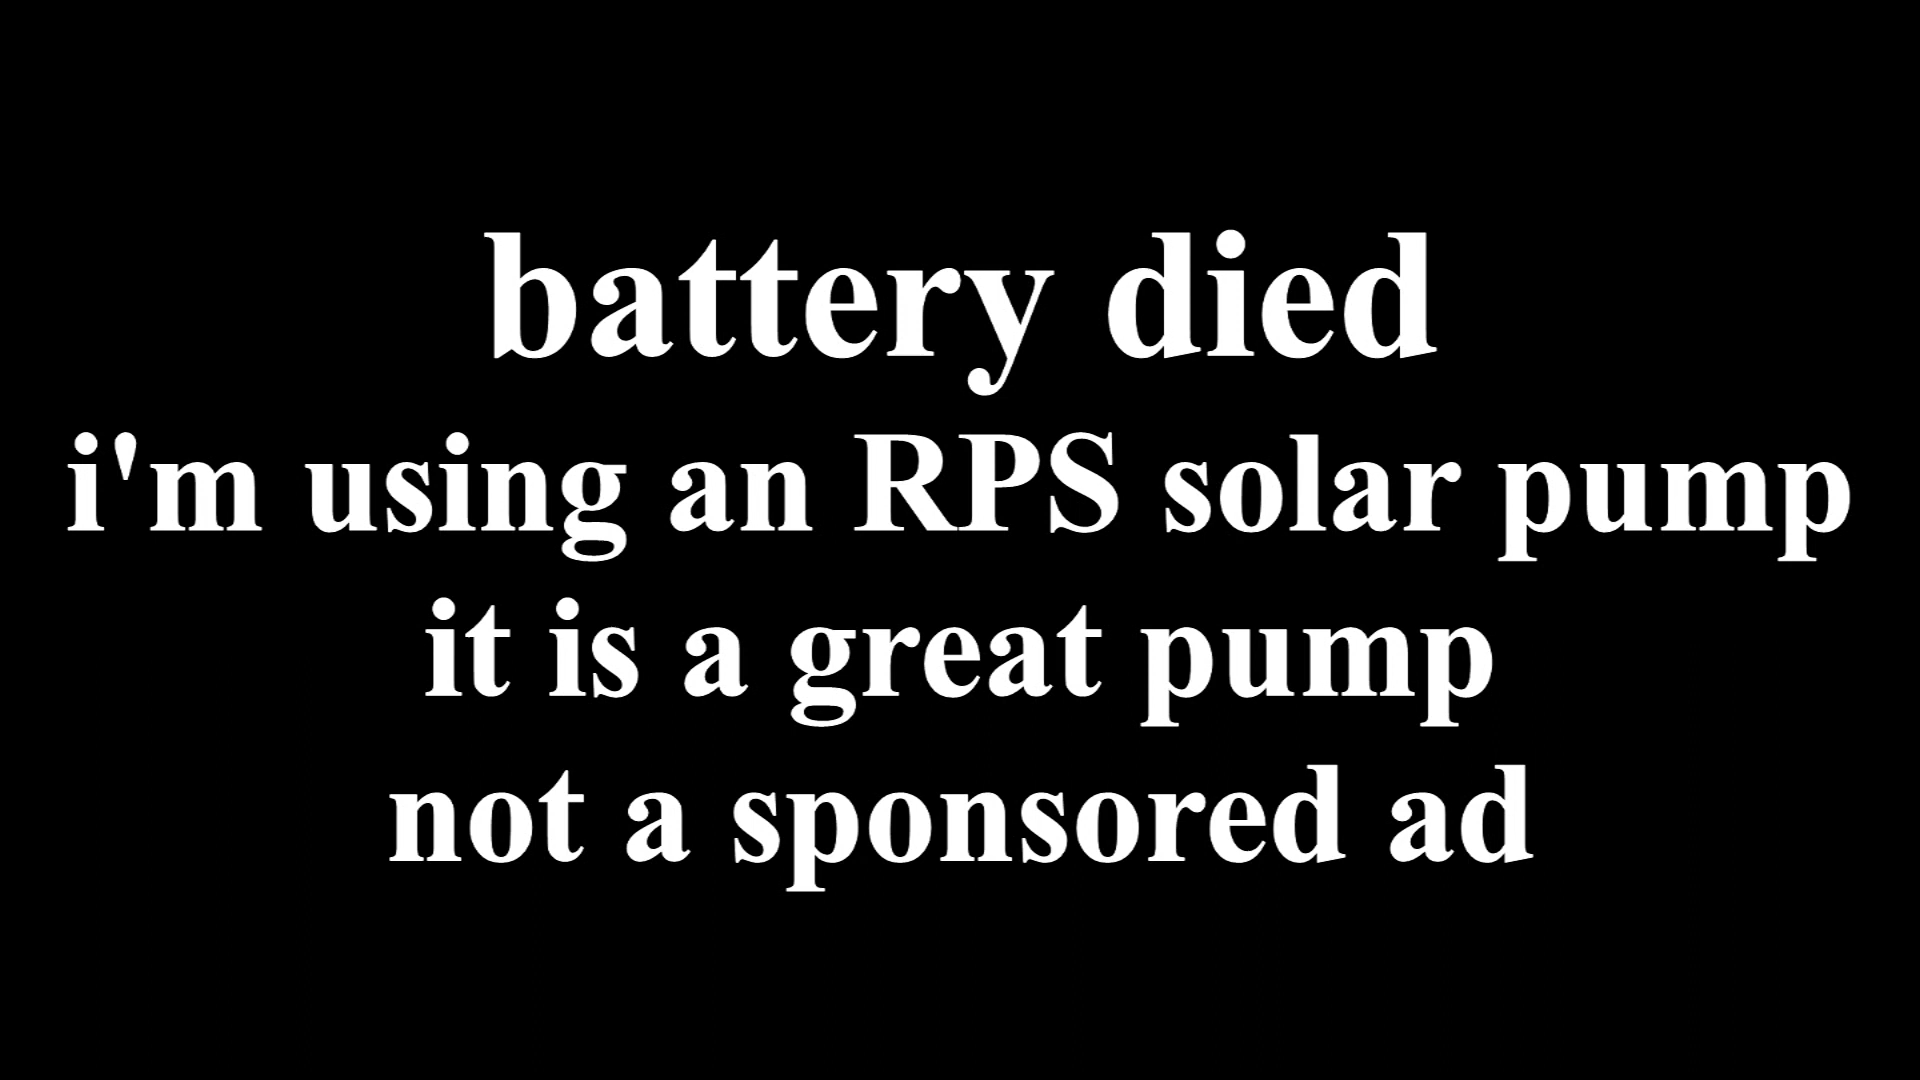 battery died
i'm using an RPS solar pump
it is a great pump
not a sponsored ad